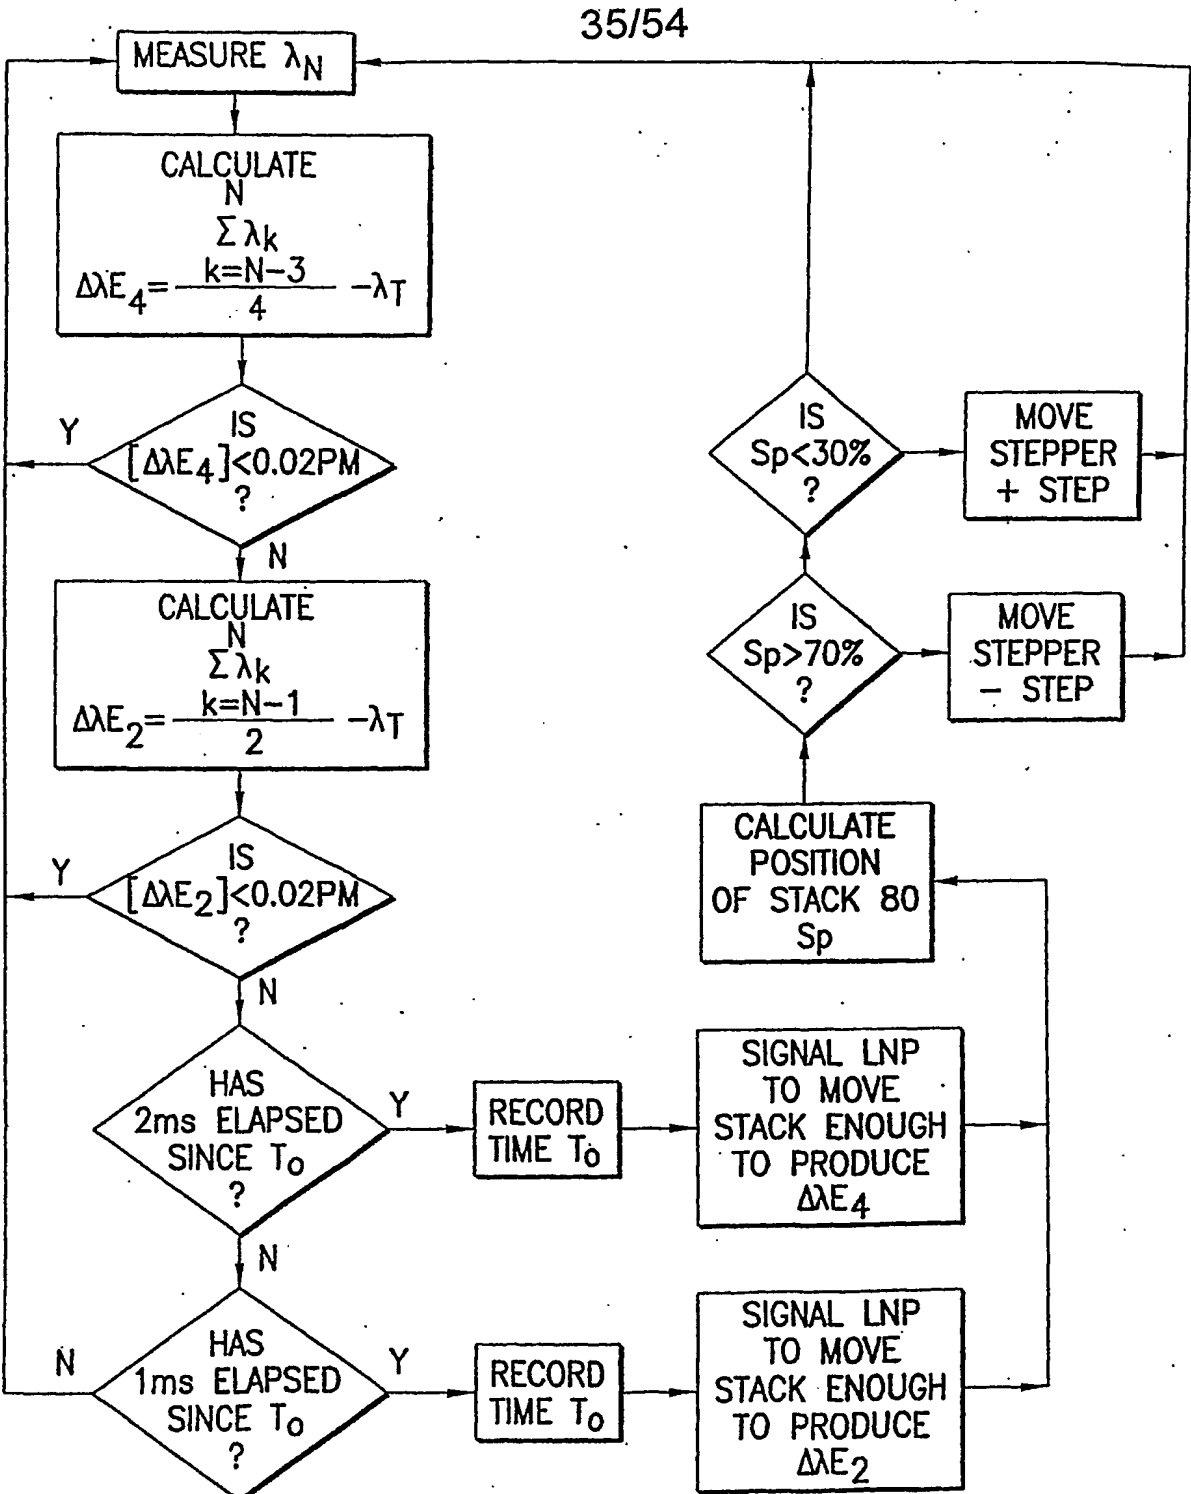 35/54
MEASURE λN
CALCULATE
N
Σ λk
k=N-3
ΔλE4= 4 -λT
IS
[ΔλE4]<0.02PM
?
Y
N
CALCULATE
N
Σ λk
k=N-1
ΔλE2= 2 -λT
IS
[ΔλE2]<0.02PM
?
Y
N
HAS
2ms ELAPSED
SINCE To
?
Y
N
RECORD
TIME To
SIGNAL LNP
TO MOVE
STACK ENOUGH
TO PRODUCE
ΔλE4
HAS
1ms ELAPSED
SINCE To
?
N
Y
RECORD
TIME To
SIGNAL LNP
TO MOVE
STACK ENOUGH
TO PRODUCE
ΔλE2
CALCULATE
POSITION
OF STACK 80
Sp
IS
Sp>70%
?
MOVE
STEPPER
- STEP
IS
Sp<30%
?
MOVE
STEPPER
+ STEP